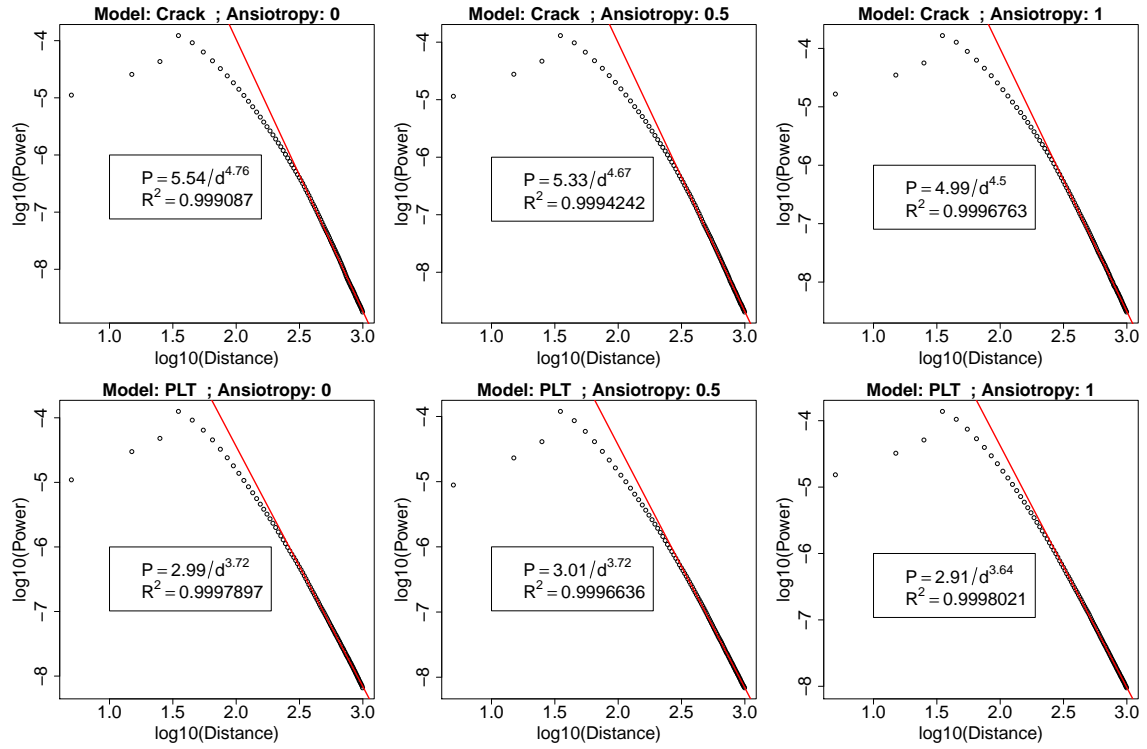 Model: Crack ; Ansiotropy: 0
log10(Power)
-4
-5
-6
-7
-8
P = 5.54/d^4.76
R^2 = 0.999087
1.0 1.5 2.0 2.5 3.0
log10(Distance)
Model: Crack ; Ansiotropy: 0.5
log10(Power)
-4
-5
-6
-7
-8
P = 5.33/d^4.67
R^2 = 0.9994242
1.0 1.5 2.0 2.5 3.0
log10(Distance)
Model: Crack ; Ansiotropy: 1
log10(Power)
-4
-5
-6
-7
-8
P = 4.99/d^4.5
R^2 = 0.9996763
1.0 1.5 2.0 2.5 3.0
log10(Distance)
Model: PLT ; Ansiotropy: 0
log10(Power)
-4
-5
-6
-7
-8
P = 2.99/d^3.72
R^2 = 0.9997897
1.0 1.5 2.0 2.5 3.0
log10(Distance)
Model: PLT ; Ansiotropy: 0.5
log10(Power)
-4
-5
-6
-7
-8
P = 3.01/d^3.72
R^2 = 0.9996636
1.0 1.5 2.0 2.5 3.0
log10(Distance)
Model: PLT ; Ansiotropy: 1
log10(Power)
-4
-5
-6
-7
-8
P = 2.91/d^3.64
R^2 = 0.9998021
1.0 1.5 2.0 2.5 3.0
log10(Distance)